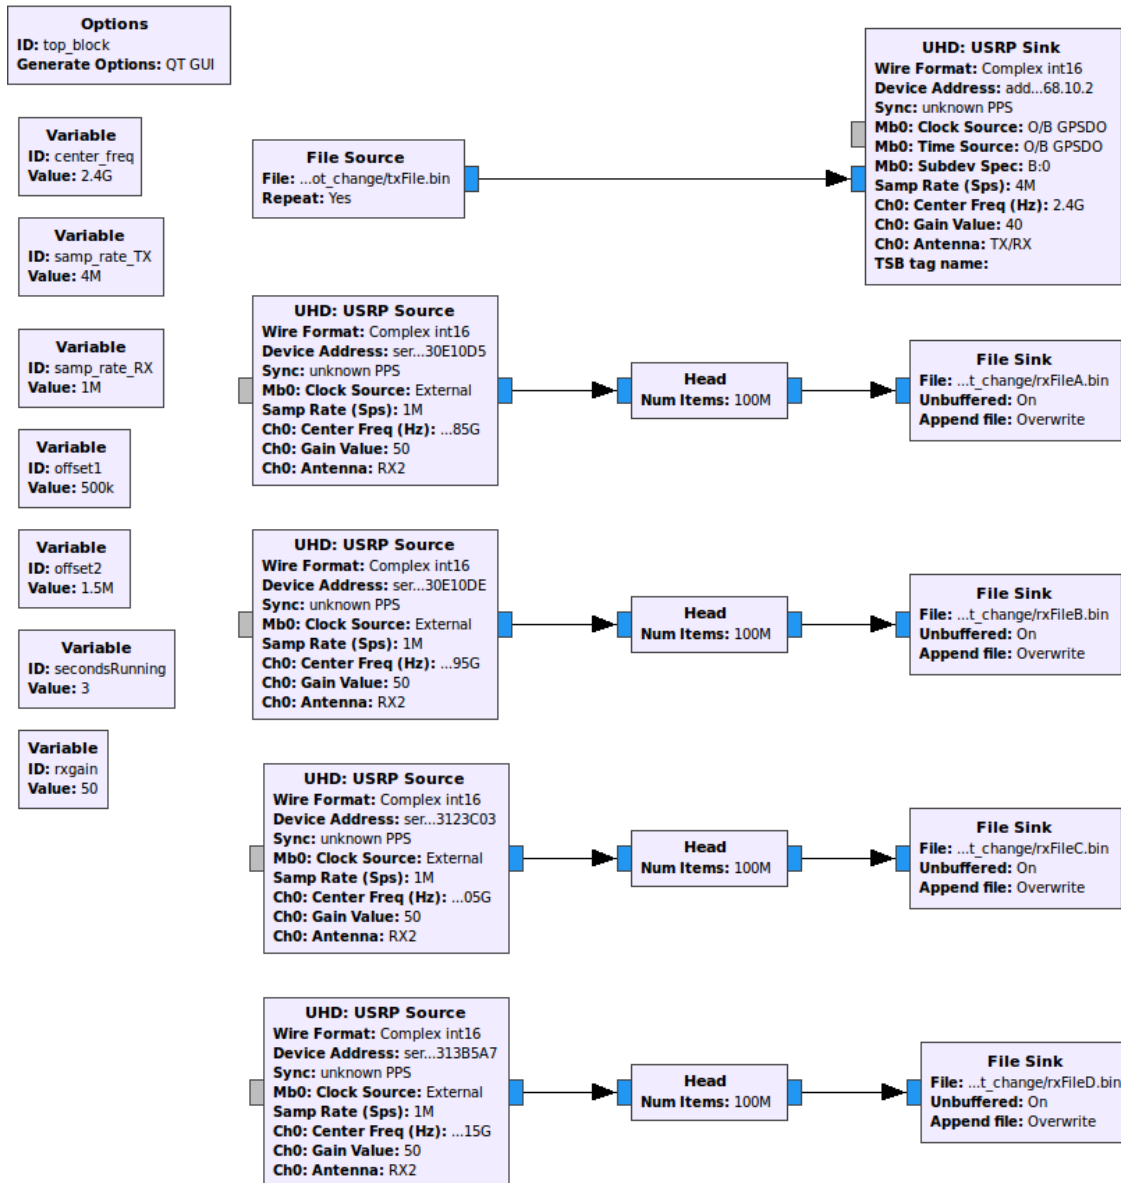 Options
ID: top_block
Generate Options: QT GUI
Variable
ID: center_freq
Value: 2.4G
Variable
ID: samp_rate_TX
Value: 4M
Variable
ID: samp_rate_RX
Value: 1M
Variable
ID: offset1
Value: 500k
Variable
ID: offset2
Value: 1.5M
Variable
ID: secondsRunning
Value: 3
Variable
ID: rxgain
Value: 50
File Source
File: ...ot_change/txFile.bin
Repeat: Yes
UHD: USRP Sink
Wire Format: Complex int16
Device Address: add...68.10.2
Sync: unknown PPS
Mb0: Clock Source: O/B GPSDO
Mb0: Time Source: O/B GPSDO
Mb0: Subdev Spec: B:0
Samp Rate (Sps): 4M
Ch0: Center Freq (Hz): 2.4G
Ch0: Gain Value: 40
Ch0: Antenna: TX/RX
TSB tag name:
UHD: USRP Source
Wire Format: Complex int16
Device Address: ser...30E10D5
Sync: unknown PPS
Mb0: Clock Source: External
Samp Rate (Sps): 1M
Ch0: Center Freq (Hz): ...85G
Ch0: Gain Value: 50
Ch0: Antenna: RX2
Head
Num Items: 100M
File Sink
File: ...t_change/rxFileA.bin
Unbuffered: On
Append file: Overwrite
UHD: USRP Source
Wire Format: Complex int16
Device Address: ser...30E10DE
Sync: unknown PPS
Mb0: Clock Source: External
Samp Rate (Sps): 1M
Ch0: Center Freq (Hz): ...95G
Ch0: Gain Value: 50
Ch0: Antenna: RX2
Head
Num Items: 100M
File Sink
File: ...t_change/rxFileB.bin
Unbuffered: On
Append file: Overwrite
UHD: USRP Source
Wire Format: Complex int16
Device Address: ser...3123C03
Sync: unknown PPS
Mb0: Clock Source: External
Samp Rate (Sps): 1M
Ch0: Center Freq (Hz): ...05G
Ch0: Gain Value: 50
Ch0: Antenna: RX2
Head
Num Items: 100M
File Sink
File: ...t_change/rxFileC.bin
Unbuffered: On
Append file: Overwrite
UHD: USRP Source
Wire Format: Complex int16
Device Address: ser...313B5A7
Sync: unknown PPS
Mb0: Clock Source: External
Samp Rate (Sps): 1M
Ch0: Center Freq (Hz): ...15G
Ch0: Gain Value: 50
Ch0: Antenna: RX2
Head
Num Items: 100M
File Sink
File: ...t_change/rxFileD.bin
Unbuffered: On
Append file: Overwrite